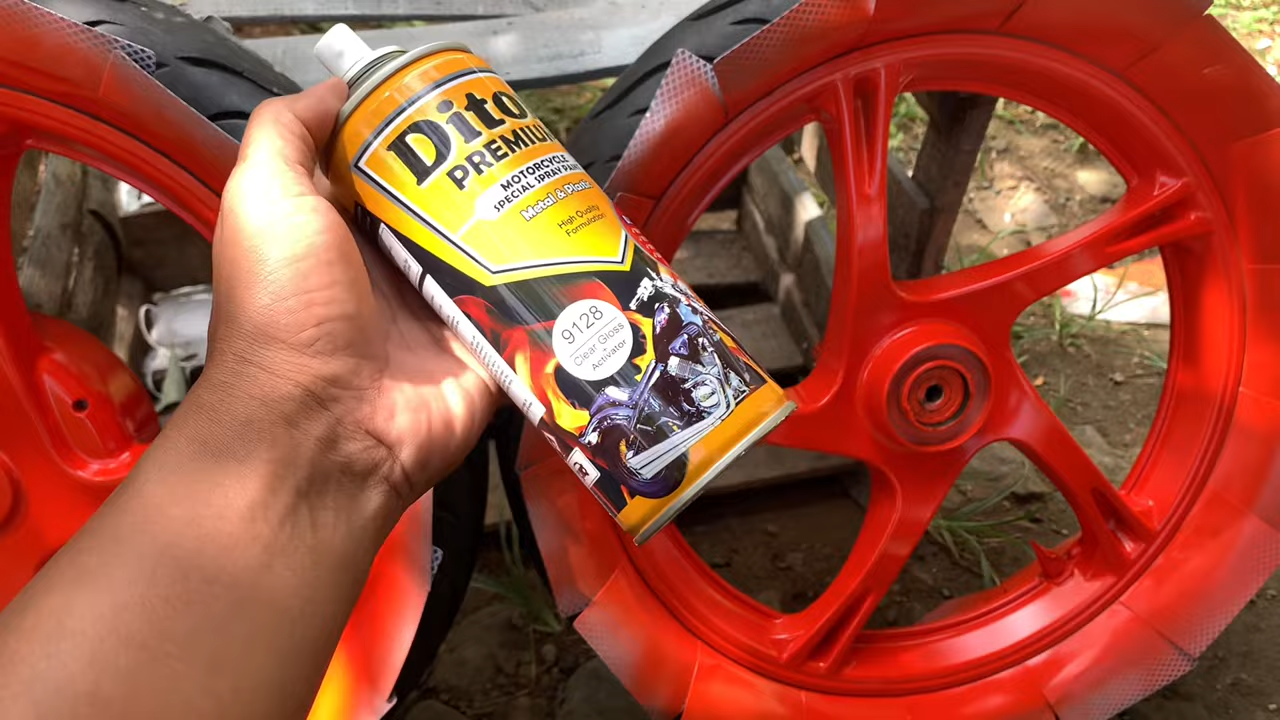 Dito
PREMIUM
MOTORCYCLE
SPECIAL SPRAY PAINT
Metal & Plastic
High Quality
Formulation
9128
Clear Gloss
+
Activator